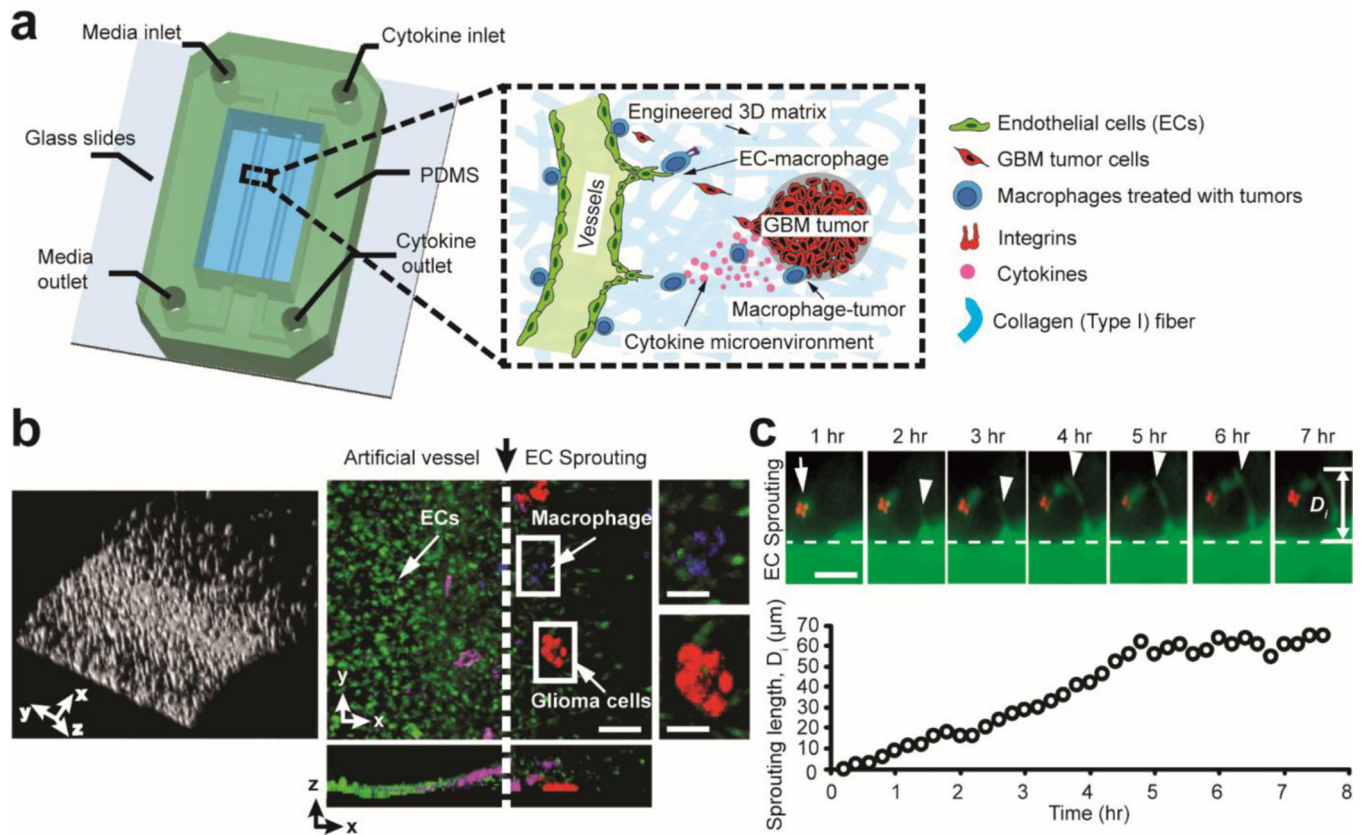 a
Media inlet
Cytokine inlet
Glass slides
PDMS
Media
outlet
Cytokine
outlet
Engineered 3D matrix
EC-macrophage
Vessels
GBM tumor
Macrophage-tumor
Cytokine microenvironment
Endothelial cells (ECs)
GBM tumor cells
Macrophages treated with tumors
Integrins
Cytokines
Collagen (Type I) fiber
b
Artificial vessel
EC Sprouting
ECs
Macrophage
Glioma cells
y
x
z
y
x
z
x
c
1 hr
2 hr
3 hr
4 hr
5 hr
6 hr
7 hr
EC Sprouting
Di
Sprouting length, Di (μm)
70
60
50
40
30
20
10
0
0
1
2
3
4
5
6
7
8
Time (hr)